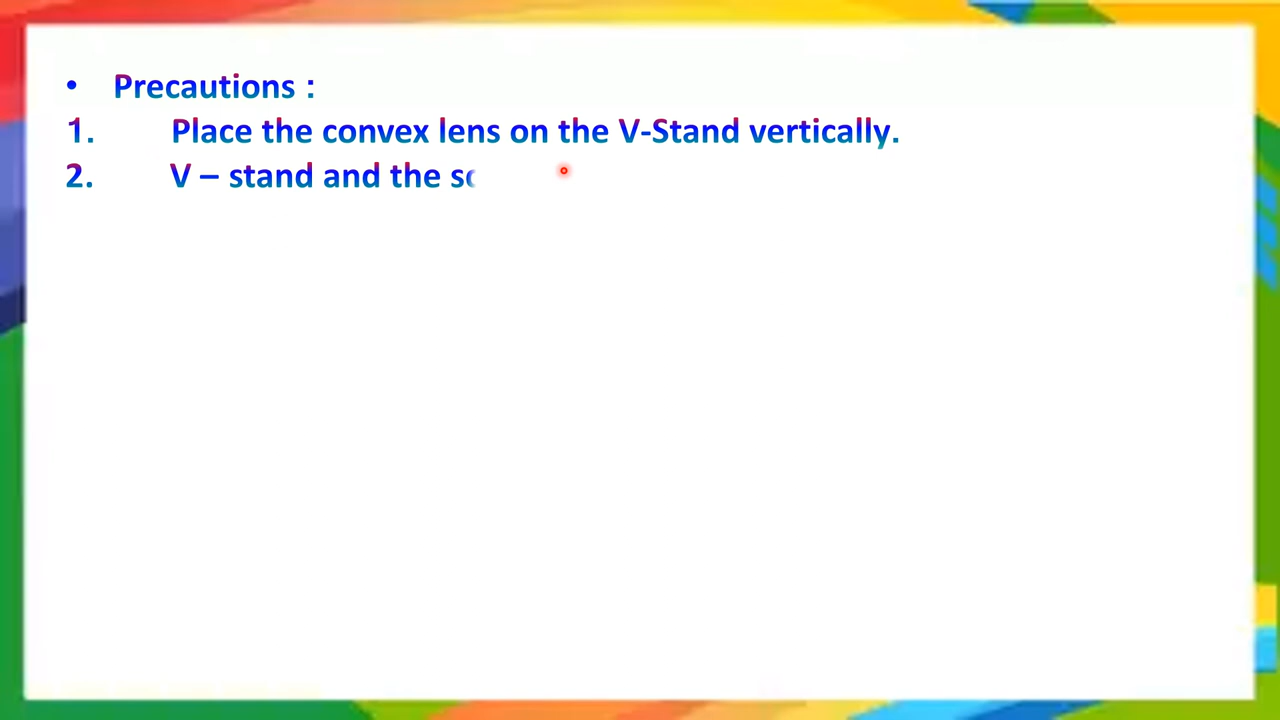 • Precautions :
1. Place the convex lens on the V-Stand vertically.
2. V – stand and the